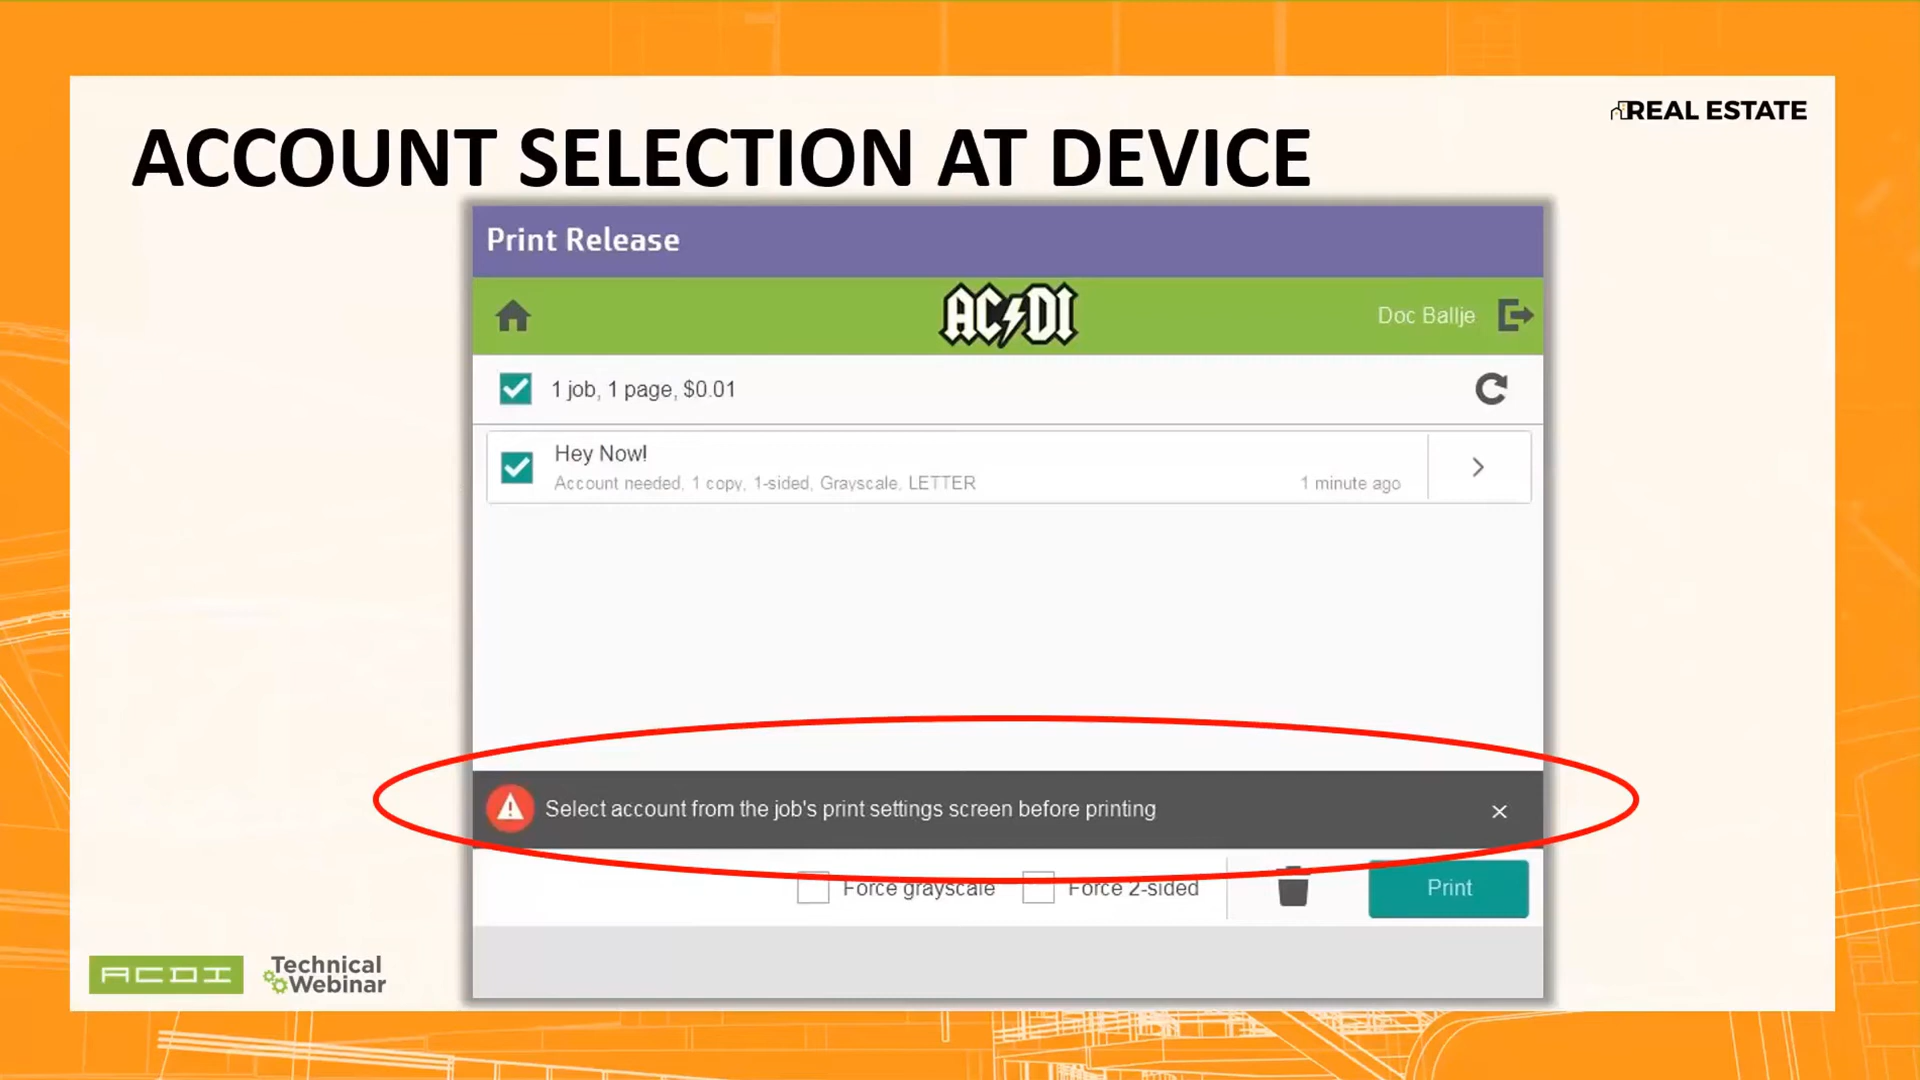 REAL ESTATE
ACCOUNT SELECTION AT DEVICE
Print Release
AC/DI
Doc Ballje
1 job, 1 page, $0.01
Hey Now!
Account needed, 1 copy, 1-sided, Grayscale, LETTER
1 minute ago
Select account from the job's print settings screen before printing
Force grayscale
Force 2-sided
Print
ACDI
Technical
Webinar